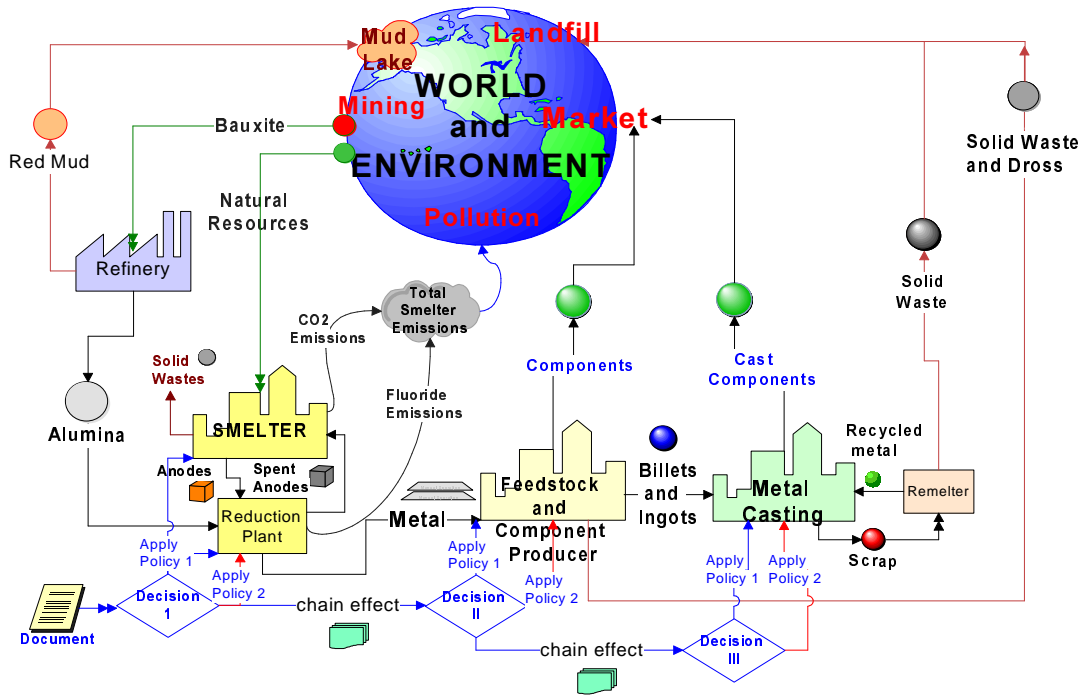 Mud
Lake
Landfill
WORLD
and
ENVIRONMENT
Mining
Market
Pollution
Bauxite
Red Mud
Natural
Resources
Solid Waste
and Dross
Refinery
Solid
Waste
Total
Smelter
Emissions
CO2
Emissions
Solid
Wastes
Components
Cast
Components
Fluoride
Emissions
Alumina
SMELTER
Recycled
metal
Anodes
Spent
Anodes
Billets
and
Ingots
Feedstock
and
Component
Producer
Metal
Casting
Remelter
Reduction
Plant
Metal
Scrap
Apply
Policy 1
Apply
Policy 2
Apply
Policy 1
Apply
Policy 2
Apply
Policy 1
Apply
Policy 2
Document
Decision
1
chain effect
Decision
II
chain effect
Decision
III